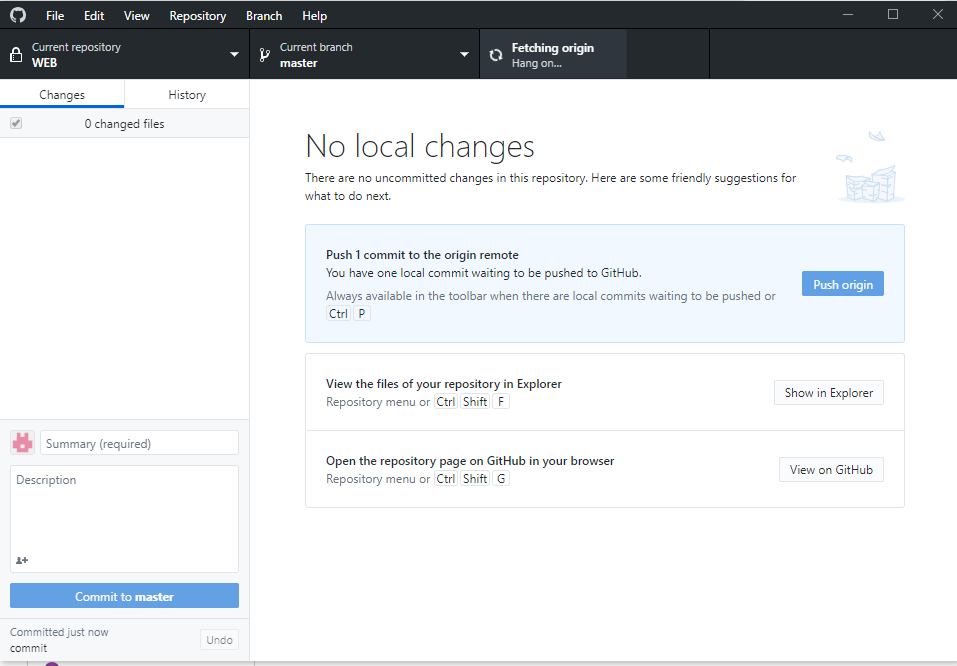 File Edit View Repository Branch Help
Current repository
WEB
Current branch
master
Fetching origin
Hang on...
Changes History
0 changed files
No local changes
There are no uncommitted changes in this repository. Here are some friendly suggestions for
what to do next.
Push 1 commit to the origin remote
You have one local commit waiting to be pushed to GitHub.
Always available in the toolbar when there are local commits waiting to be pushed or
Ctrl P
Push origin
View the files of your repository in Explorer
Repository menu or Ctrl Shift F
Show in Explorer
Open the repository page on GitHub in your browser
Repository menu or Ctrl Shift G
View on GitHub
Summary (required)
Description
Commit to master
Committed just now
commit
Undo